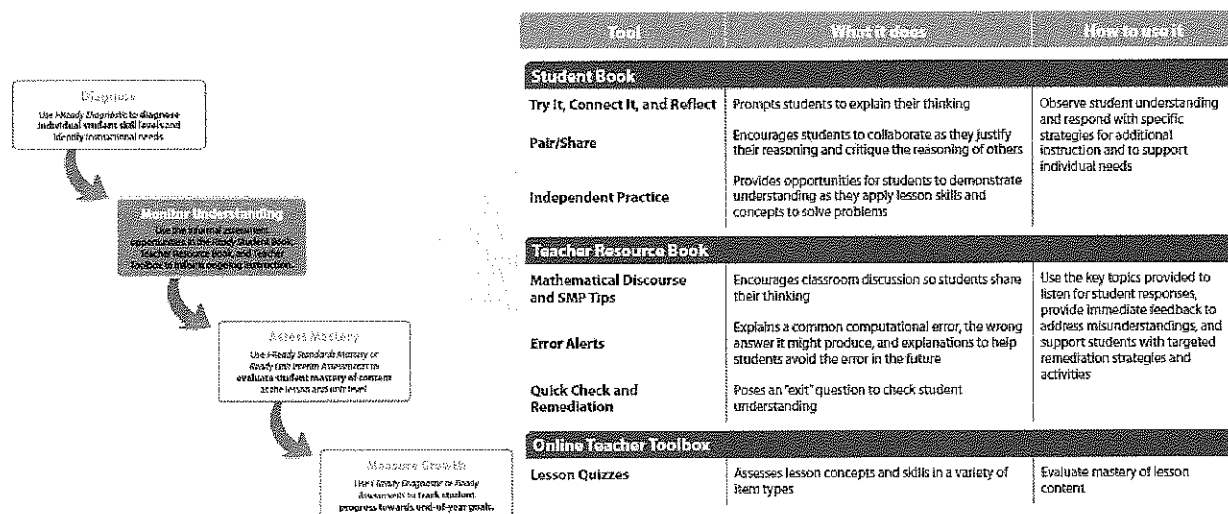 Diagnose
Use i-Ready Diagnostic to diagnose
individual student skill levels and
identify instructional needs.
Monitor Understanding
Use the informal assessment
opportunities in the Ready Student Book,
Teacher Resource Book, and Teacher
Toolbox to inform ongoing instruction.
Assess Mastery
Use i-Ready Standards Mastery or
Ready Unit Interim Assessments to
evaluate student mastery of content
at the lesson and unit level.
Measure Growth
Use i-Ready Diagnostic or Ready
Assessments to track student
progress towards end-of-year goals.
Tool
What it does
How to use it
Student Book
Try It, Connect It, and Reflect
Prompts students to explain their thinking
Observe student understanding
and respond with specific
strategies for additional
instruction and to support
individual needs
Pair/Share
Encourages students to collaborate as they justify
their reasoning and critique the reasoning of others
Independent Practice
Provides opportunities for students to demonstrate
understanding as they apply lesson skills and
concepts to solve problems
Teacher Resource Book
Mathematical Discourse
and SMP Tips
Encourages classroom discussion so students share
their thinking
Use the key topics provided to
listen for student responses,
provide immediate feedback to
address misunderstandings, and
support students with targeted
remediation strategies and
activities
Error Alerts
Explains a common computational error, the wrong
answer it might produce, and explanations to help
students avoid the error in the future
Quick Check and
Remediation
Poses an "exit" question to check student
understanding
Online Teacher Toolbox
Lesson Quizzes
Assesses lesson concepts and skills in a variety of
item types
Evaluate mastery of lesson
content